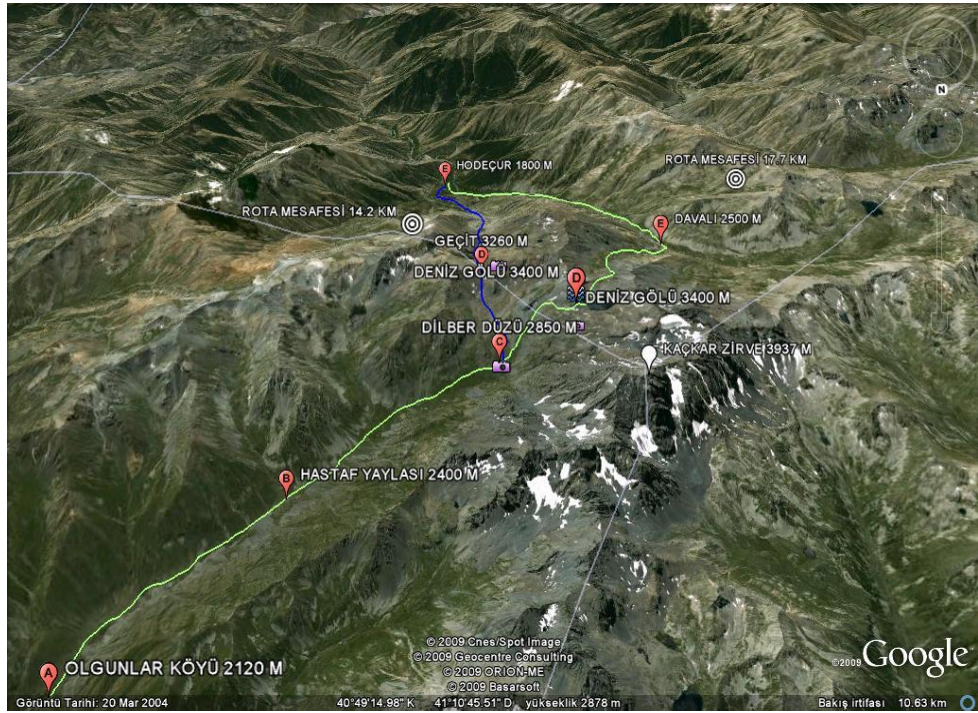 N
E
HODEÇUR 1800 M
ROTA MESAFESİ 17.7 KM
ROTA MESAFESİ 14.2 KM
E
DAVALI 2500 M
GEÇİT 3260 M
D
DENİZ GÖLÜ 3400 M
D
DENİZ GÖLÜ 3400 M
DİLBER DÜZÜ 2850 M
C
KAÇKAR ZİRVE 3937 M
B
HASTAF YAYLASI 2400 M
A
OLGUNLAR KÖYÜ 2120 M
© 2009 Cnes/Spot Image
© 2009 Geocentre Consulting
© 2009 ORION-ME
© 2009 Basarsoft
©2009 Google
Görüntü Tarihi: 20 Mar 2004 40°49'14.98" K 41°10'45.51" D yükseklik 2878 m Bakış irtifası 10.63 km